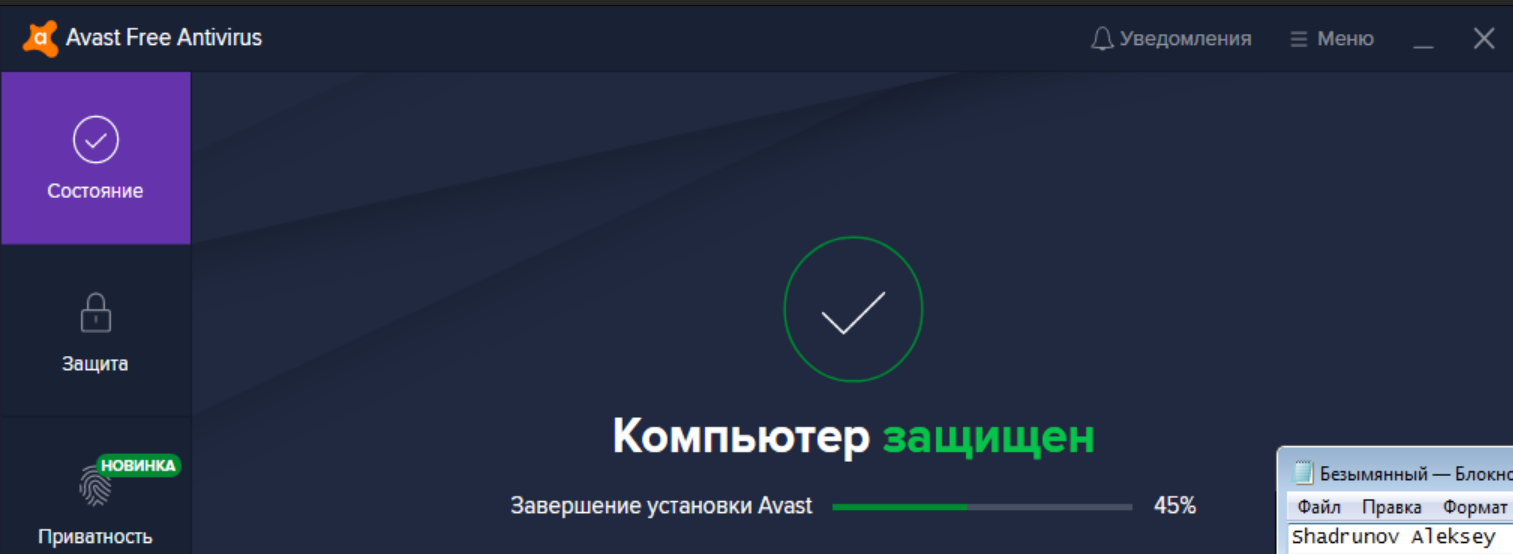 Avast Free Antivirus
Уведомления
Меню
Состояние
Защита
НОВИНКА
Приватность
Компьютер защищен
Завершение установки Avast 45%
Безымянный — Блокно
Файл Правка Формат
Shadrunov Aleksey